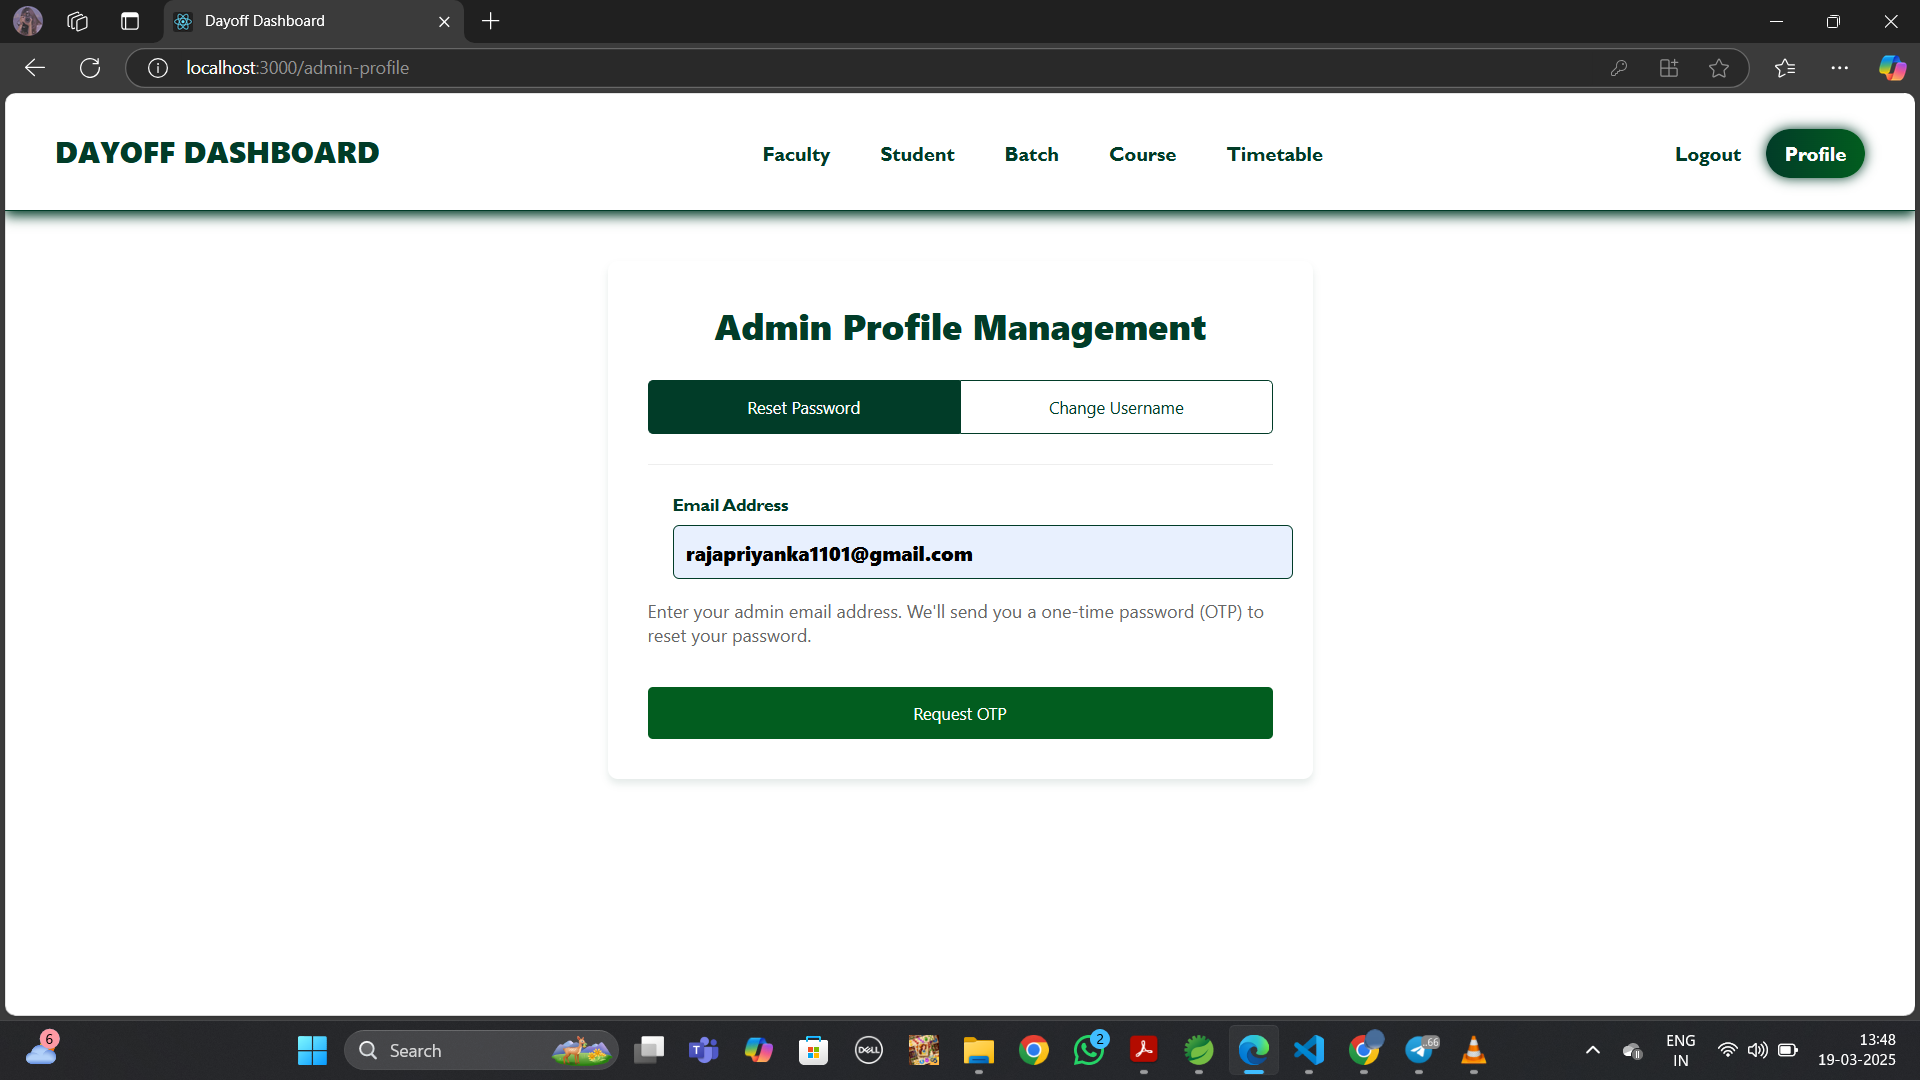 Dayoff Dashboard
localhost:3000/admin-profile
DAYOFF DASHBOARD
Faculty
Student
Batch
Course
Timetable
Logout
Profile
Admin Profile Management
Reset Password
Change Username
Email Address
rajapriyanka1101@gmail.com
Enter your admin email address. We'll send you a one-time password (OTP) to
reset your password.
Request OTP
6
Search
T
DELL
2
66
ENG
IN
13:48
19-03-2025